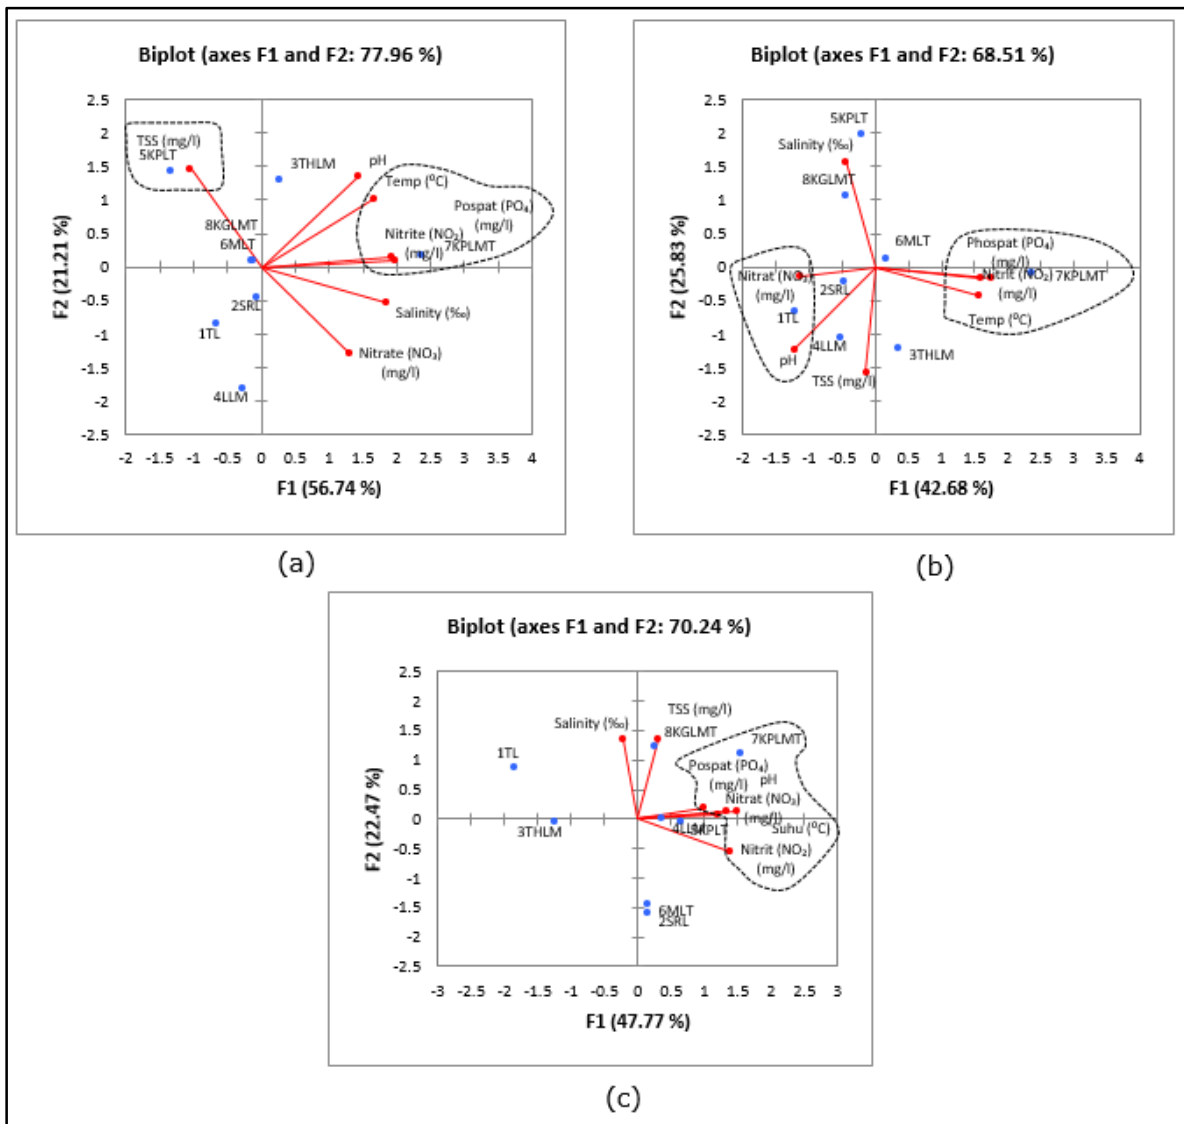 Biplot (axes F1 and F2: 77.96 %)
F2 (21.21 %)
2.5
2
1.5
1
0.5
0
-0.5
-1
-1.5
-2
-2.5
TSS (mg/l)
5KPLT
3THLM
pH
Temp (⁰C)
Pospat (PO₄)
(mg/l)
8KGLMT
6MLT
Nitrite (NO₂)
(mg/l)
7KPLMT
2SRL
Salinity (‰)
1TL
Nitrate (NO₃)
(mg/l)
4LLM
-2 -1.5 -1 -0.5 0 0.5 1 1.5 2 2.5 3 3.5 4
F1 (56.74 %)
(a)
Biplot (axes F1 and F2: 68.51 %)
F2 (25.83 %)
2.5
2
1.5
1
0.5
0
-0.5
-1
-1.5
-2
-2.5
5KPLT
Salinity (‰)
8KGLMT
6MLT
Phospat (PO₄)
(mg/l)
Nitrat (NO₃)
(mg/l)
Nitrit (NO₂)
(mg/l)
7KPLMT
2SRL
1TL
Temp (⁰C)
4LLM
3THLM
pH
TSS (mg/l)
-2 -1.5 -1 -0.5 0 0.5 1 1.5 2 2.5 3 3.5 4
F1 (42.68 %)
(b)
Biplot (axes F1 and F2: 70.24 %)
F2 (22.47 %)
2.5
2
1.5
1
0.5
0
-0.5
-1
-1.5
-2
-2.5
TSS (mg/l)
Salinity (‰)
8KGLMT
7KPLMT
1TL
Pospat (PO₄)
(mg/l)
pH
Nitrat (NO₃)
(mg/l)
3THLM
4LLM
5KPLT
Suhu (⁰C)
Nitrit (NO₂)
(mg/l)
6MLT
2SRL
-3 -2.5 -2 -1.5 -1 -0.5 0 0.5 1 1.5 2 2.5 3
F1 (47.77 %)
(c)